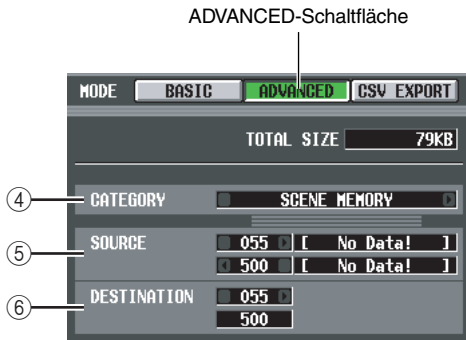 ADVANCED-Schaltfläche
MODE BASIC ADVANCED CSV EXPORT
TOTAL SIZE 79KB
④ CATEGORY SCENE MEMORY
⑤ SOURCE 055 [ No Data! ]
500 [ No Data! ]
⑥ DESTINATION 055
500